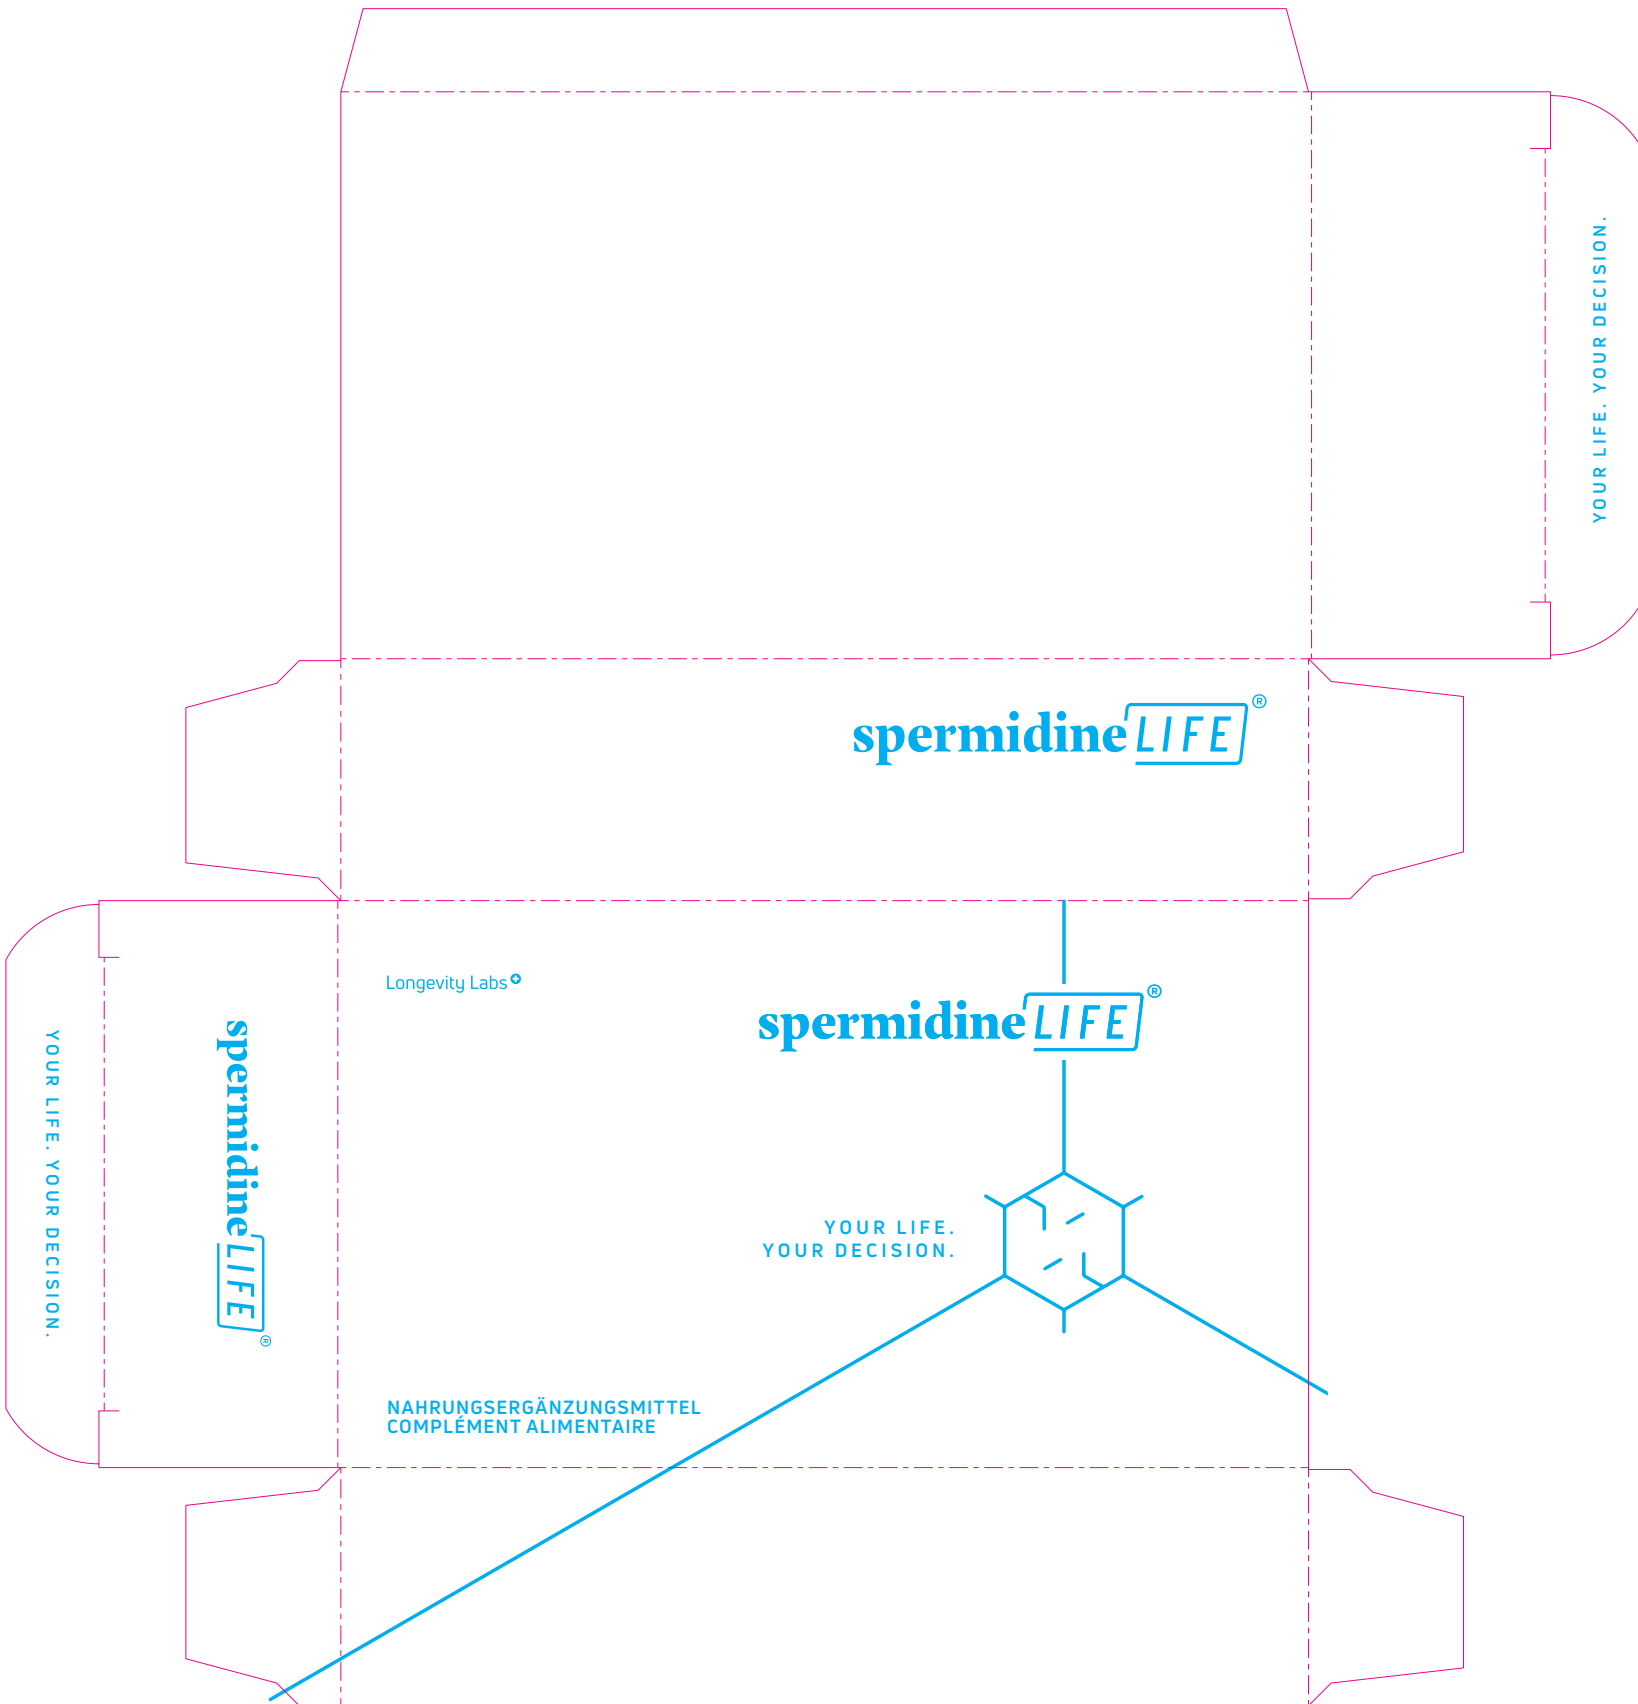 YOUR LIFE. YOUR DECISION.
spermidineLIFE®
Longevity Labs
spermidineLIFE®
spermidineLIFE®
YOUR LIFE. YOUR DECISION.
YOUR LIFE.
YOUR DECISION.
NAHRUNGSERGÄNZUNGSMITTEL
COMPLÉMENT ALIMENTAIRE